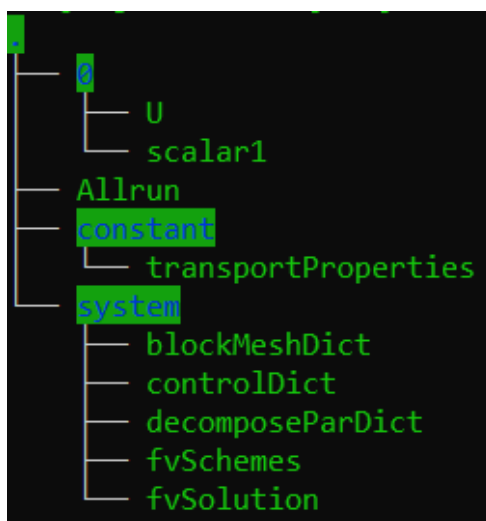 .
├── 0
│   ├── U
│   └── scalar1
├── Allrun
├── constant
│   └── transportProperties
└── system
    ├── blockMeshDict
    ├── controlDict
    ├── decomposeParDict
    ├── fvSchemes
    └── fvSolution